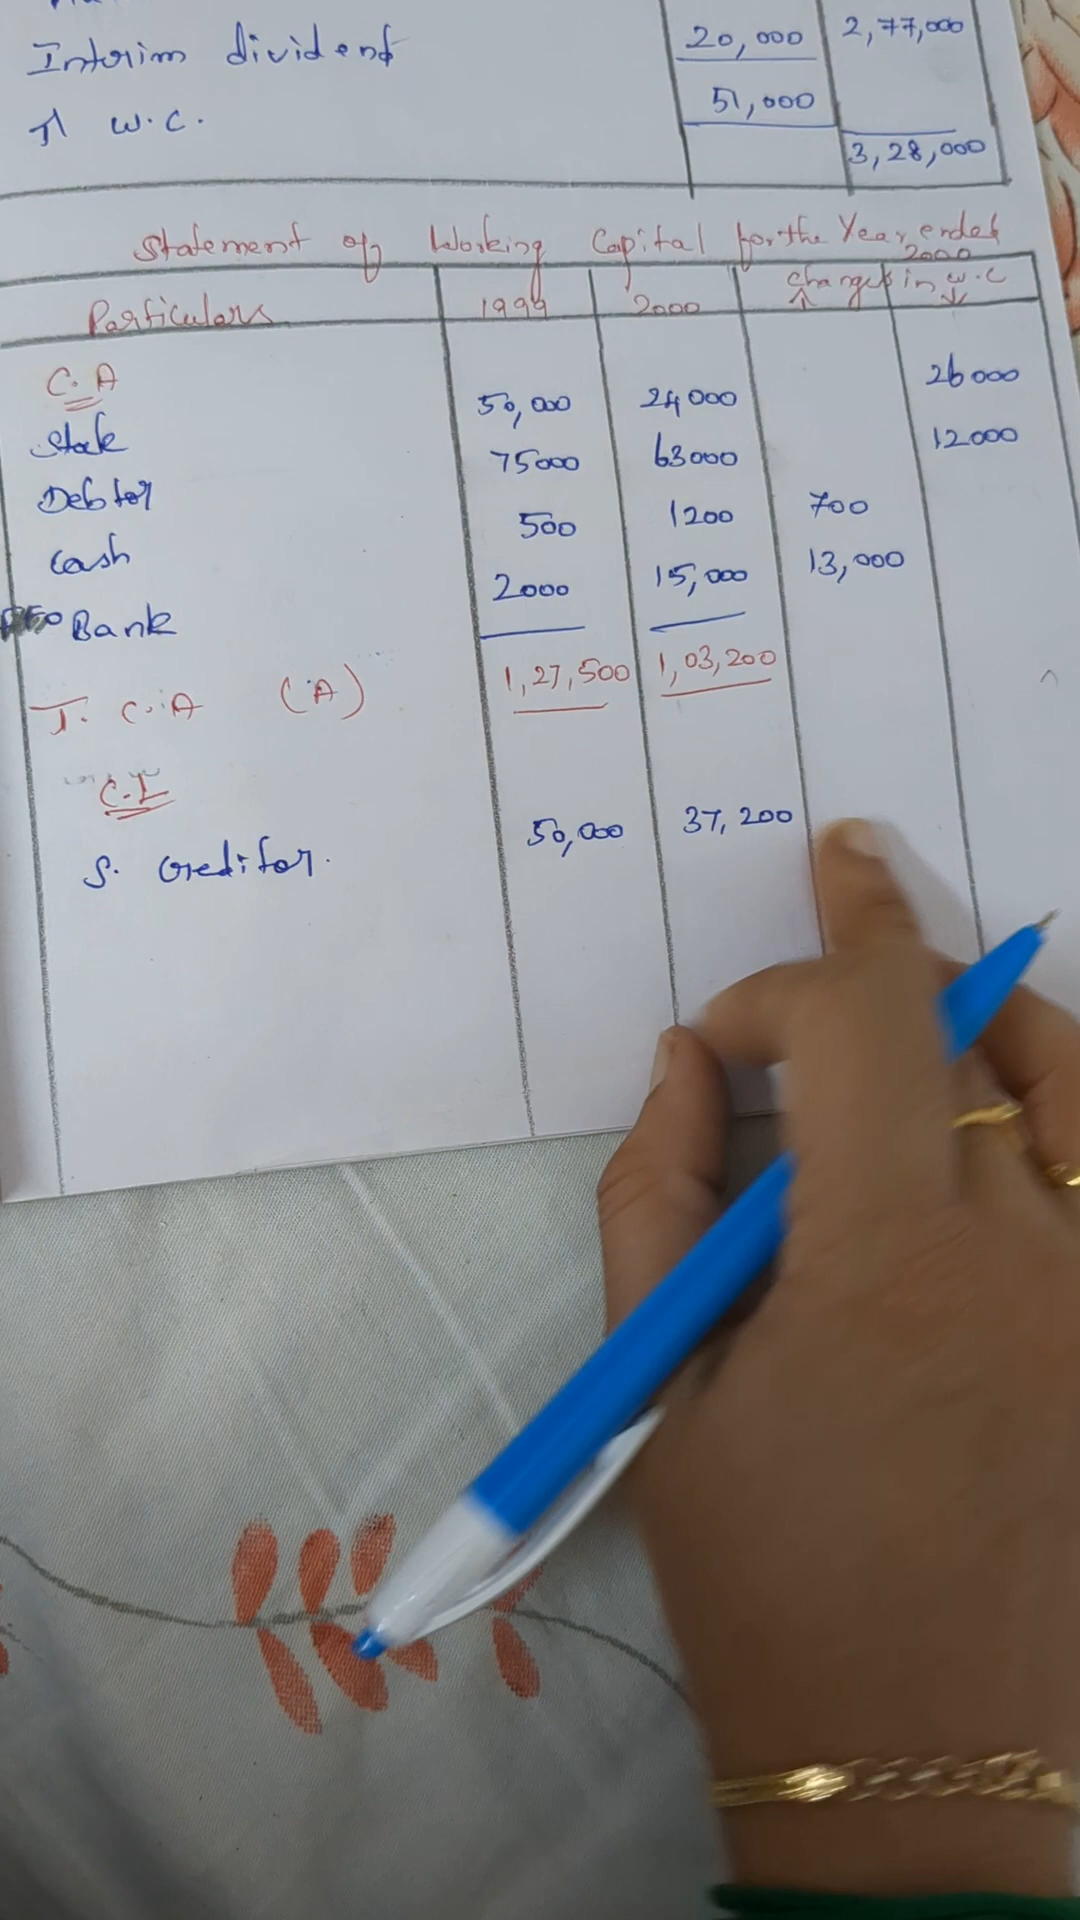 Interim dividend 20,000 2,77,000
↑ w.c. 51,000
3,28,000
Statement of Working Capital for the Year ended 2000
Particulars 1999 2000 Changes in w.c
↑ ↓
C.A
Stock 50,000 24000 26000
Debtor 75000 63000 12000
Cash 500 1200 700
Bank 2000 15,000 13,000
T. C.A (A) 1,27,500 1,03,200
C.L
S. Creditor. 50,000 37,200